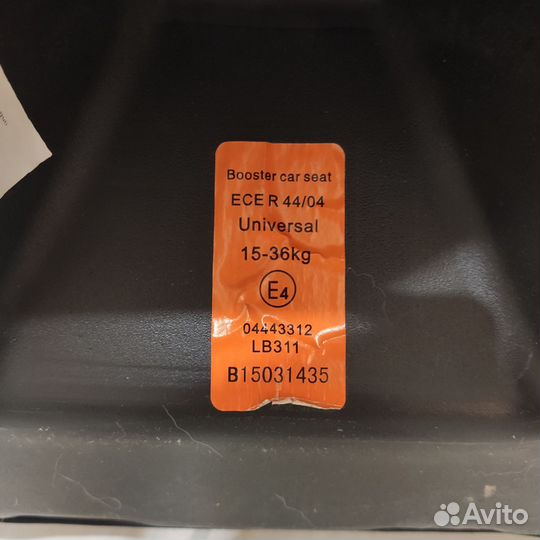 Booster car seat
ECE R 44/04
Universal
15-36kg
E4
04443312
LB311
B15031435
Avito